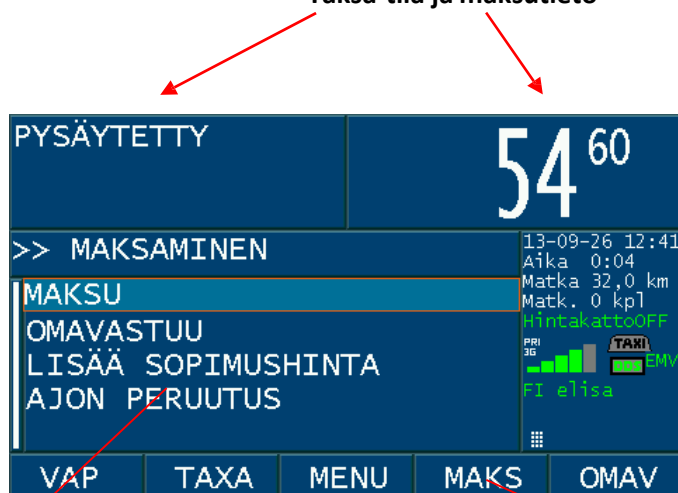 Taksa-tila ja maksutieto
PYSÄYTETTY
54 60
>> MAKSAMINEN
MAKSU
OMAVASTUU
LISÄÄ SOPIMUSHINTA
AJON PERUUTUS
13-09-26 12:41
Aika 0:04
Matka 32,0 km
Matk. 0 kpl
HintakattoOFF
PRI
3G
TAXI
EMV
FI elisa
VAP TAXA MENU MAKS OMAV